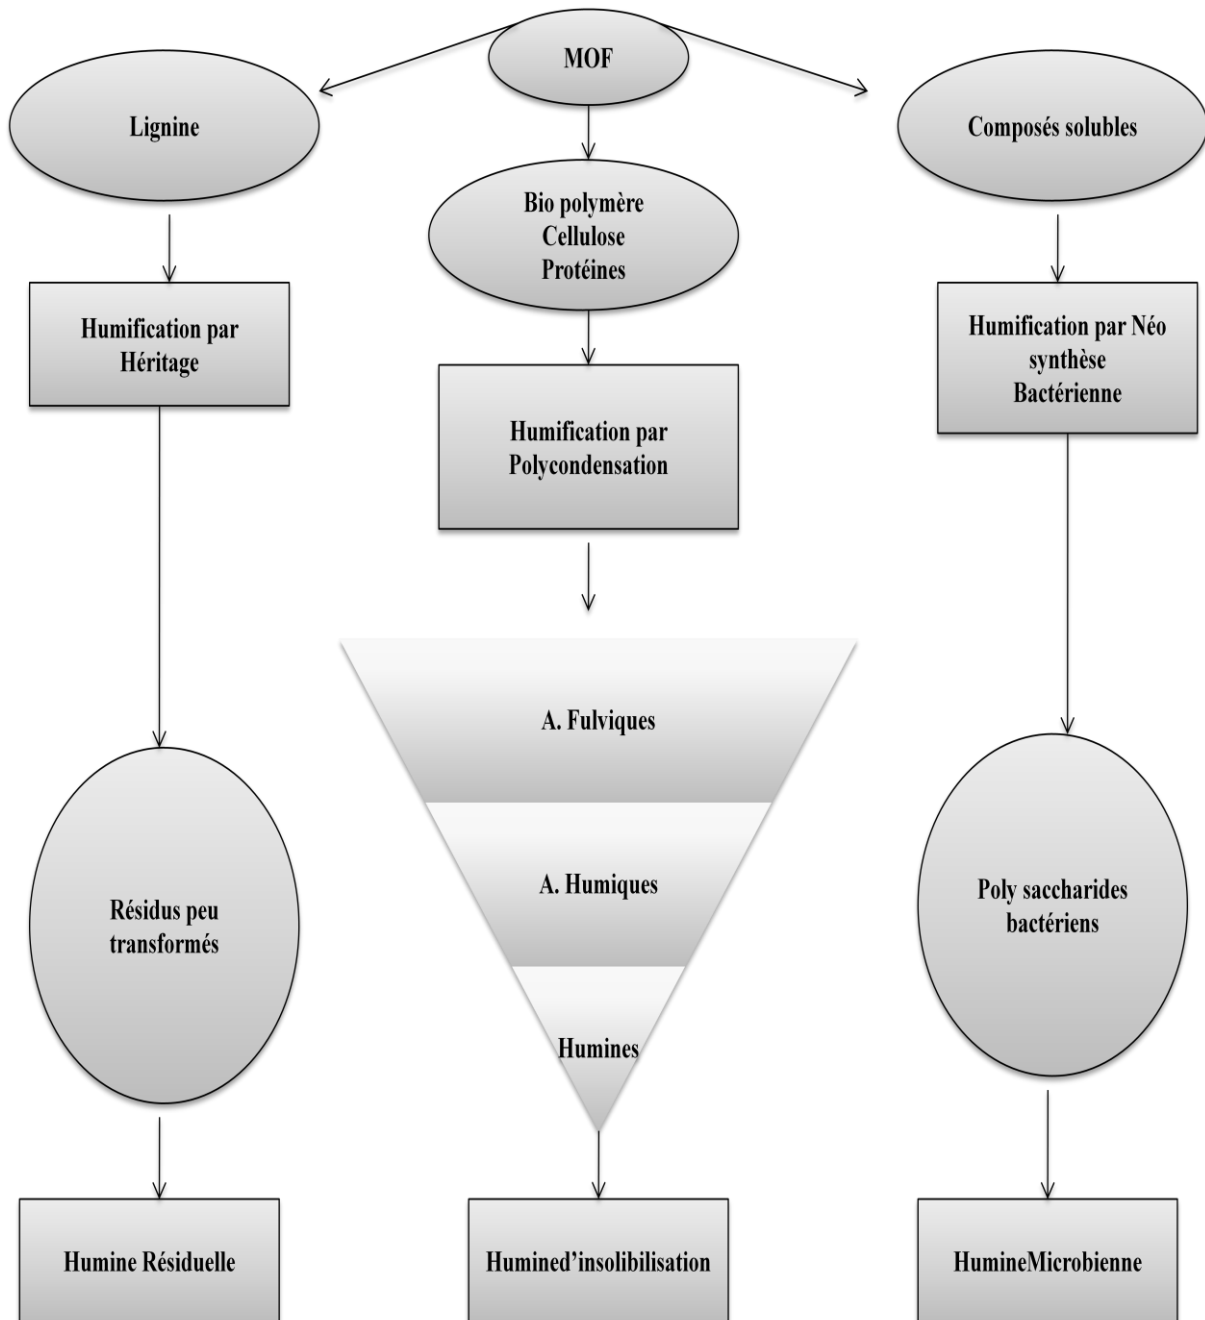 MOF
Lignine
Composés solubles
Bio polymère
Cellulose
Protéines
Humification par
Héritage
Humification par
Polycondensation
Humification par Néo
synthèse
Bactérienne
A. Fulviques
A. Humiques
Humines
Résidus peu
transformés
Poly saccharides
bactériens
Humine Résiduelle
Humined’insolibilisation
HumineMicrobienne